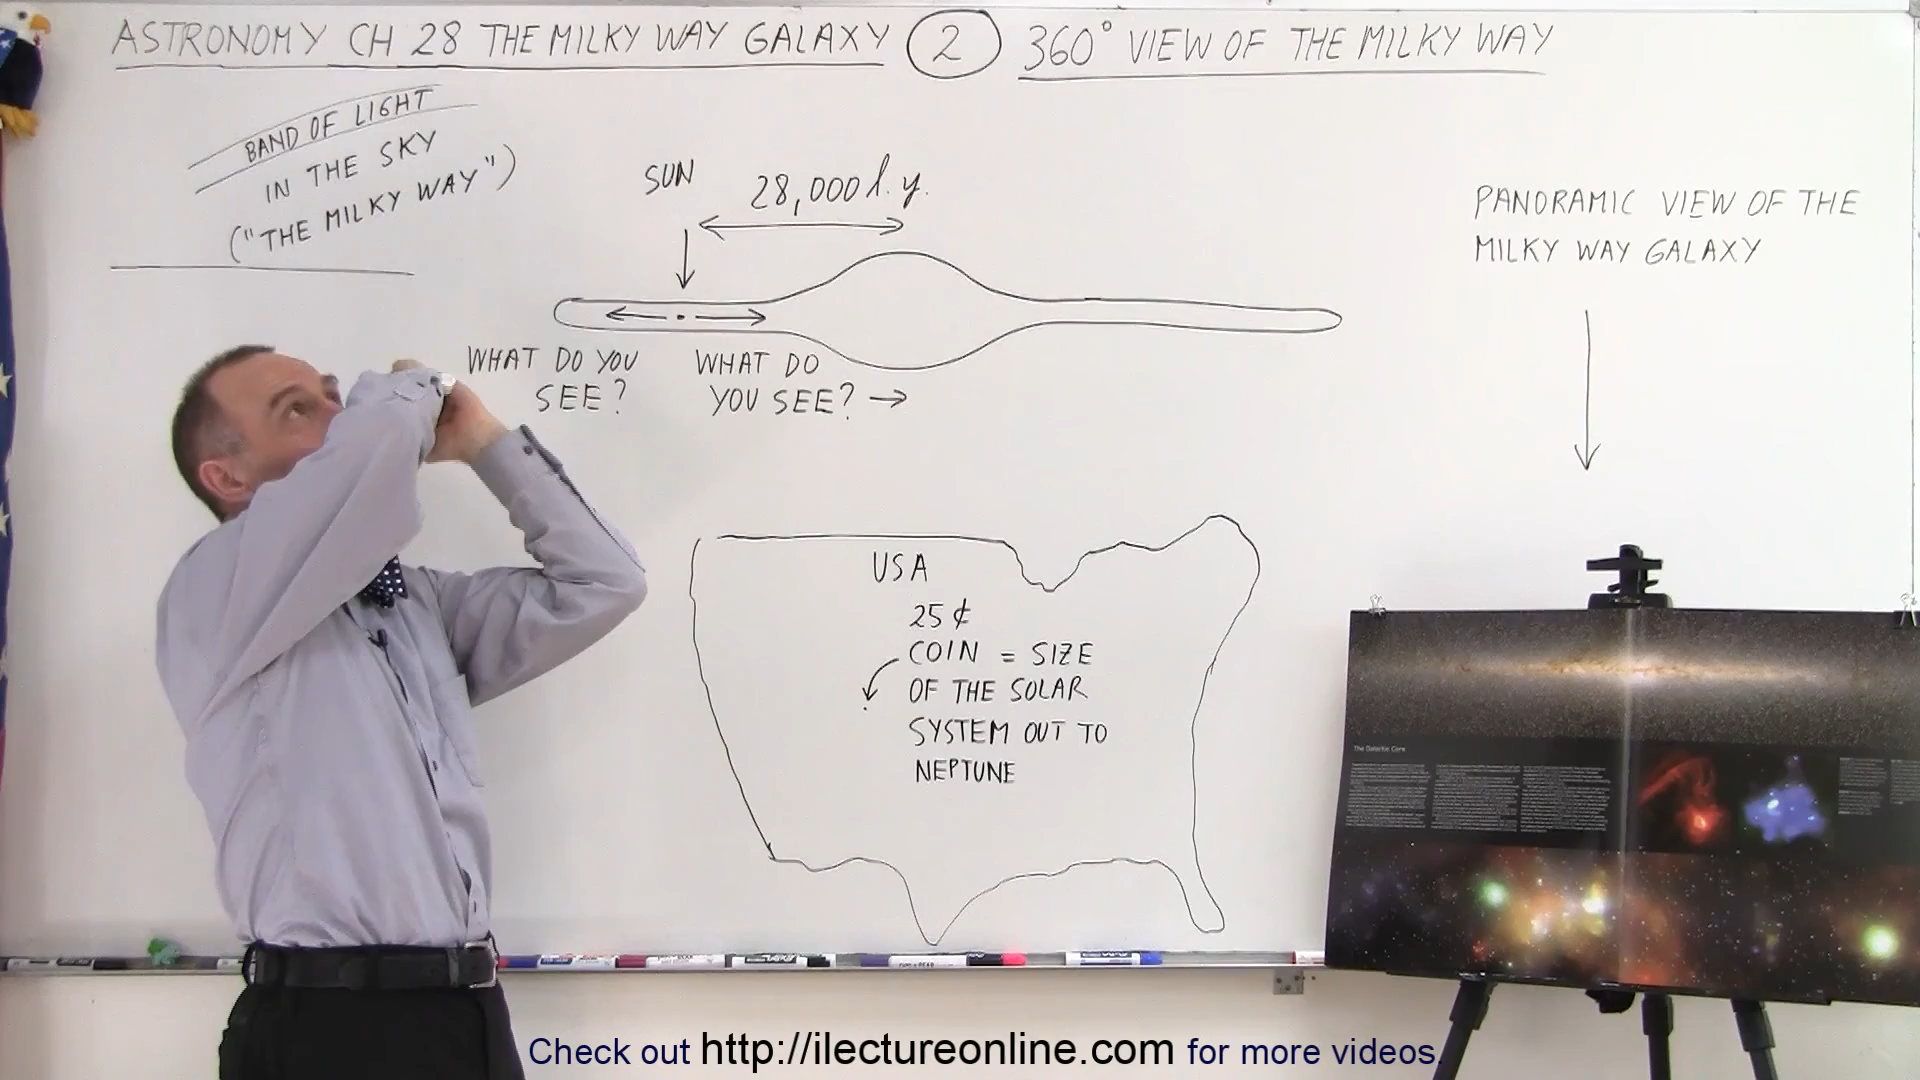 ASTRONOMY CH 28 THE MILKY WAY GALAXY 2 360° VIEW OF THE MILKY WAY
BAND OF LIGHT
IN THE SKY
("THE MILKY WAY")
SUN
28,000 l.y.
PANORAMIC VIEW OF THE
MILKY WAY GALAXY
WHAT DO YOU
SEE?
WHAT DO
YOU SEE? →
USA
25 ¢
COIN = SIZE
OF THE SOLAR
SYSTEM OUT TO
NEPTUNE
The Galactic Core
Check out http://ilectureonline.com for more videos.